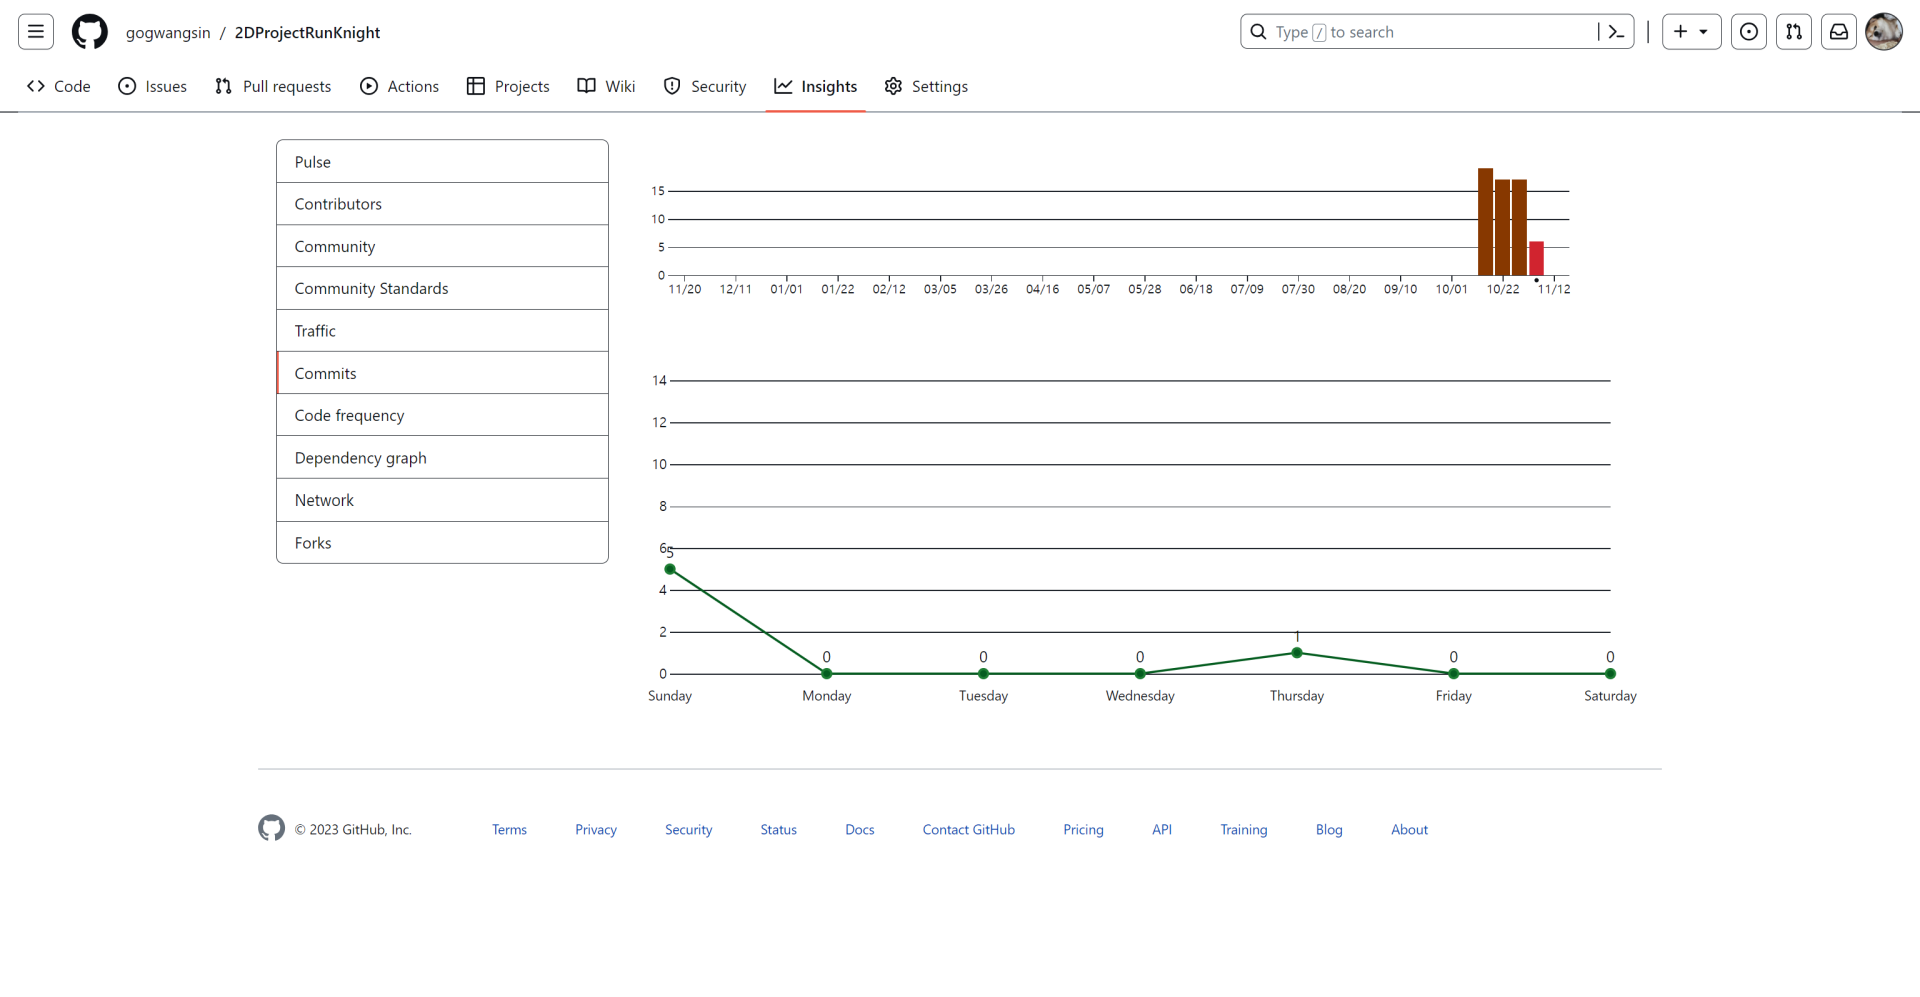 gogwangsin / 2DProjectRunKnight
Type / to search
Code Issues Pull requests Actions Projects Wiki Security Insights Settings
Pulse
Contributors
Community
Community Standards
Traffic
Commits
Code frequency
Dependency graph
Network
Forks
15
10
5
0
11/20 12/11 01/01 01/22 02/12 03/05 03/26 04/16 05/07 05/28 06/18 07/09 07/30 08/20 09/10 10/01 10/22 11/12
14
12
10
8
6
5
4
2
1
0 0 0 0 0 0
Sunday Monday Tuesday Wednesday Thursday Friday Saturday
© 2023 GitHub, Inc. Terms Privacy Security Status Docs Contact GitHub Pricing API Training Blog About